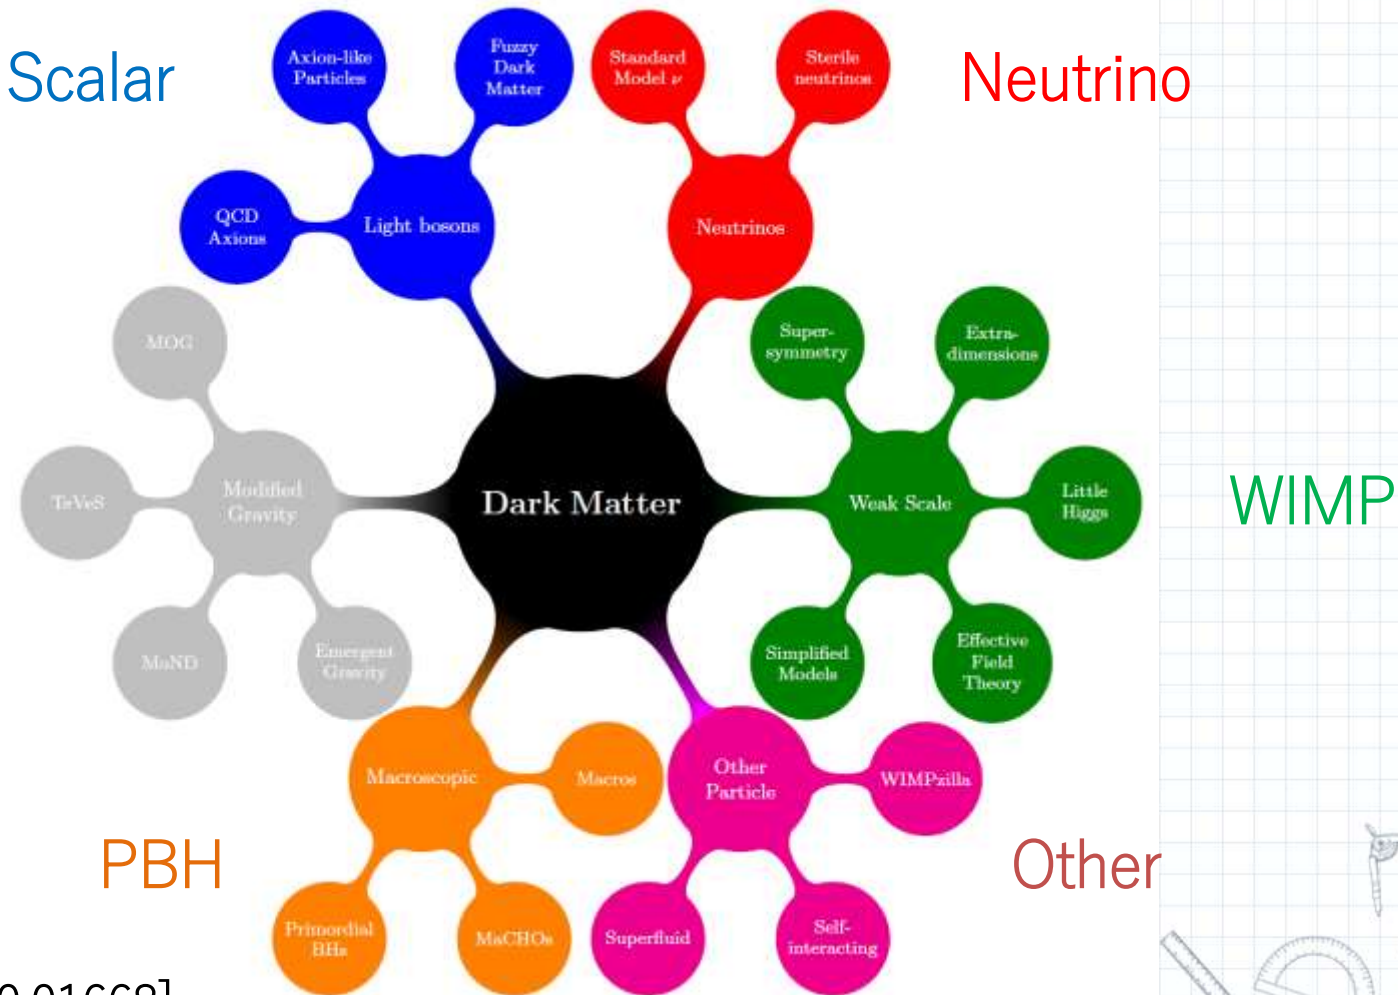 Scalar
Axion-like
Particles
Fuzzy
Dark
Matter
Standard
Model ν
Sterile
neutrinos
Neutrino
QCD
Axions
Light bosons
Neutrinos
MOG
Super-
symmetry
Extra-
dimensions
TeVeS
Modified
Gravity
Dark Matter
Weak Scale
Little
Higgs
WIMP
MoND
Emergent
Gravity
Simplified
Models
Effective
Field
Theory
Macroscopic
Macros
Other
Particle
WIMPzilla
PBH
Other
Primordial
BHs
MaCHOs
Superfluid
Self-
interacting